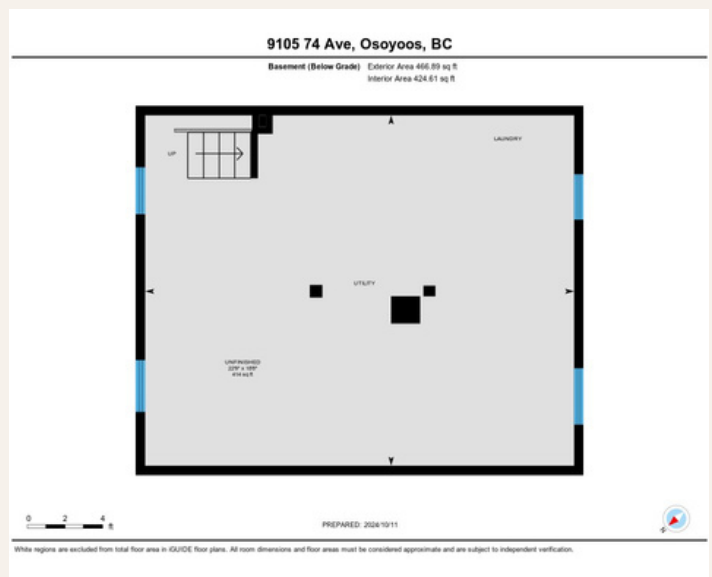 9105 74 Ave, Osoyoos, BC
Basement (Below Grade) Exterior Area 466.89 sq ft
Interior Area 424.61 sq ft
LAUNDRY
UP
UTILITY
UNFINISHED
414 sq ft
0 2 4
ft
PREPARED: 2024/10/11
N
White regions are excluded from total floor area in iGUIDE floor plans. All room dimensions and floor areas must be considered approximate and are subject to independent verification.